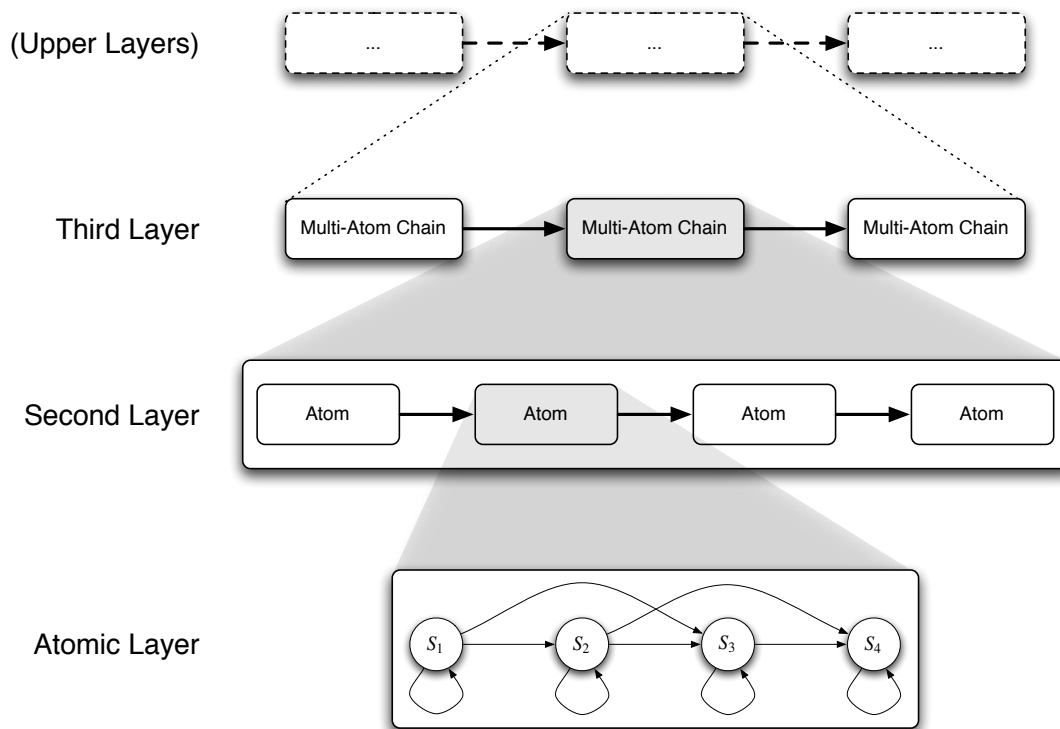 (Upper Layers)
...
...
...
Third Layer
Multi-Atom Chain
Multi-Atom Chain
Multi-Atom Chain
Second Layer
Atom
Atom
Atom
Atom
Atomic Layer
S1
S2
S3
S4